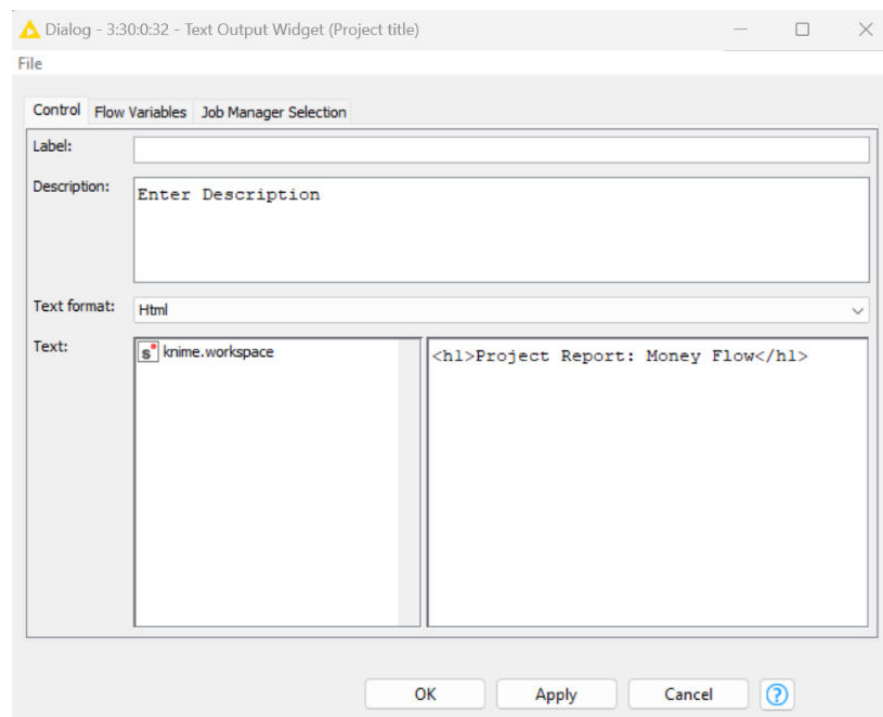 Dialog - 3:30:0:32 - Text Output Widget (Project title)
File
Control Flow Variables Job Manager Selection
Label:
Description: Enter Description
Text format: Html
Text: s knime.workspace <h1>Project Report: Money Flow</h1>
OK Apply Cancel ?